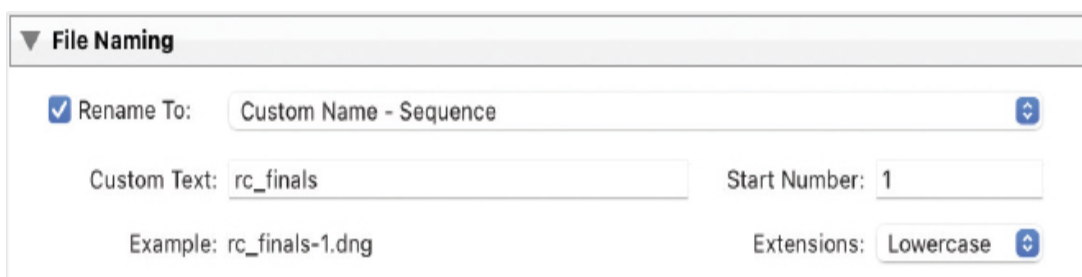 File Naming
Rename To: Custom Name - Sequence
Custom Text: rc_finals Start Number: 1
Example: rc_finals-1.dng Extensions: Lowercase